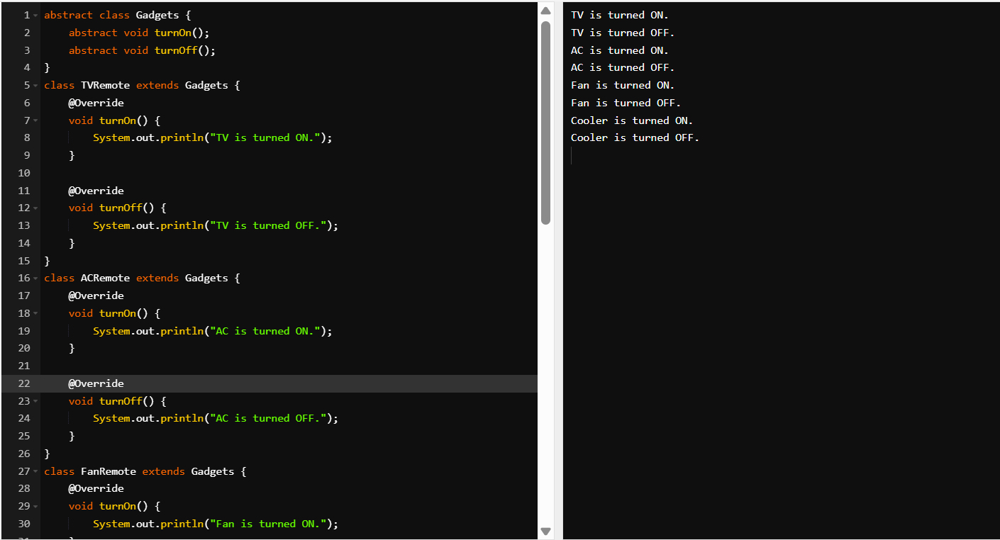 1 abstract class Gadgets {
2     abstract void turnOn();
3     abstract void turnOff();
4 }
5 class TVRemote extends Gadgets {
6     @Override
7     void turnOn() {
8         System.out.println("TV is turned ON.");
9     }
10
11     @Override
12     void turnOff() {
13         System.out.println("TV is turned OFF.");
14     }
15 }
16 class ACRemote extends Gadgets {
17     @Override
18     void turnOn() {
19         System.out.println("AC is turned ON.");
20     }
21
22     @Override
23     void turnOff() {
24         System.out.println("AC is turned OFF.");
25     }
26 }
27 class FanRemote extends Gadgets {
28     @Override
29     void turnOn() {
30         System.out.println("Fan is turned ON.");
TV is turned ON.
TV is turned OFF.
AC is turned ON.
AC is turned OFF.
Fan is turned ON.
Fan is turned OFF.
Cooler is turned ON.
Cooler is turned OFF.